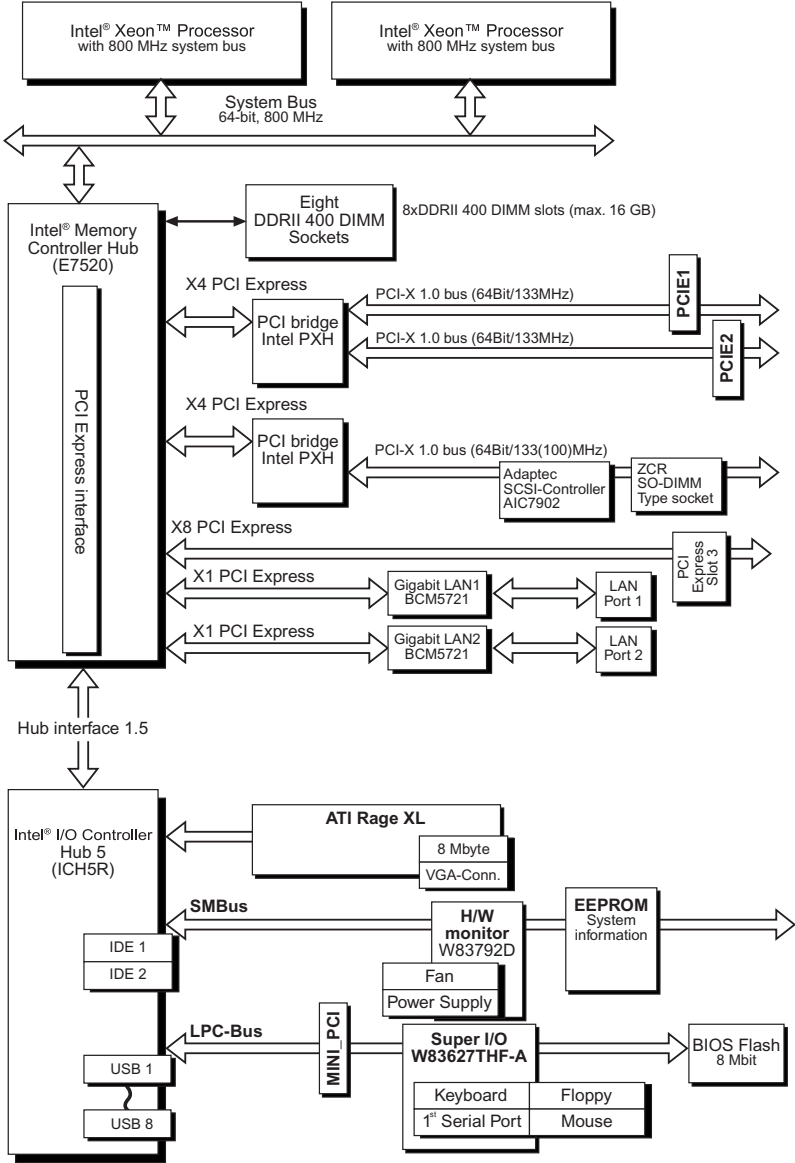 Intel® Xeon™ Processor
with 800 MHz system bus
Intel® Xeon™ Processor
with 800 MHz system bus
System Bus
64-bit, 800 MHz
Intel® Memory
Controller Hub
(E7520)
PCI Express interface
Eight
DDRII 400 DIMM
Sockets
8xDDRII 400 DIMM slots (max. 16 GB)
X4 PCI Express
PCI bridge
Intel PXH
PCI-X 1.0 bus (64Bit/133MHz)
PCIE1
PCI-X 1.0 bus (64Bit/133MHz)
PCIE2
X4 PCI Express
PCI bridge
Intel PXH
PCI-X 1.0 bus (64Bit/133(100)MHz)
Adaptec
SCSI-Controller
AIC7902
ZCR
SO-DIMM
Type socket
X8 PCI Express
PCI
Express
Slot 3
X1 PCI Express
Gigabit LAN1
BCM5721
LAN
Port 1
X1 PCI Express
Gigabit LAN2
BCM5721
LAN
Port 2
Hub interface 1.5
Intel® I/O Controller
Hub 5
(ICH5R)
ATI Rage XL
8 Mbyte
VGA-Conn.
SMBus
H/W
monitor
W83792D
Fan
Power Supply
EEPROM
System
information
IDE 1
IDE 2
LPC-Bus
MINI_PCI
Super I/O
W83627THF-A
Keyboard
Floppy
1st Serial Port
Mouse
BIOS Flash
8 Mbit
USB 1
USB 8